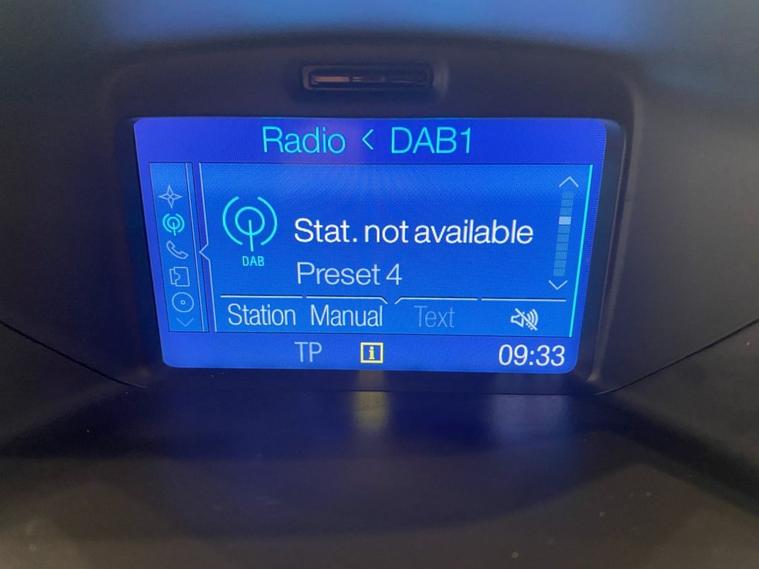 Radio < DAB1
DAB
Stat. not available
Preset 4
Station Manual Text
TP i 09:33